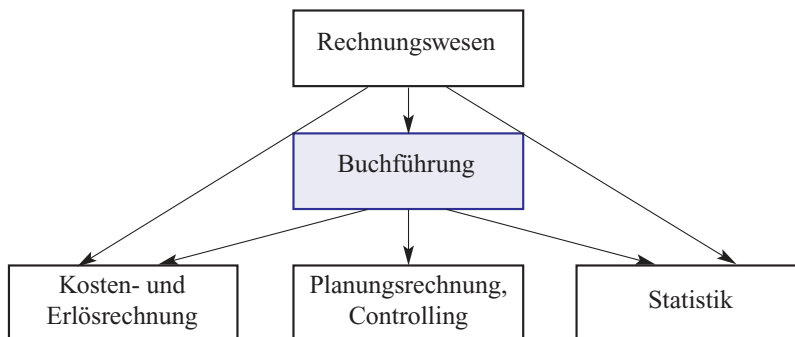 Rechnungswesen
Buchführung
Kosten- und
Erlösrechnung
Planungsrechnung,
Controlling
Statistik